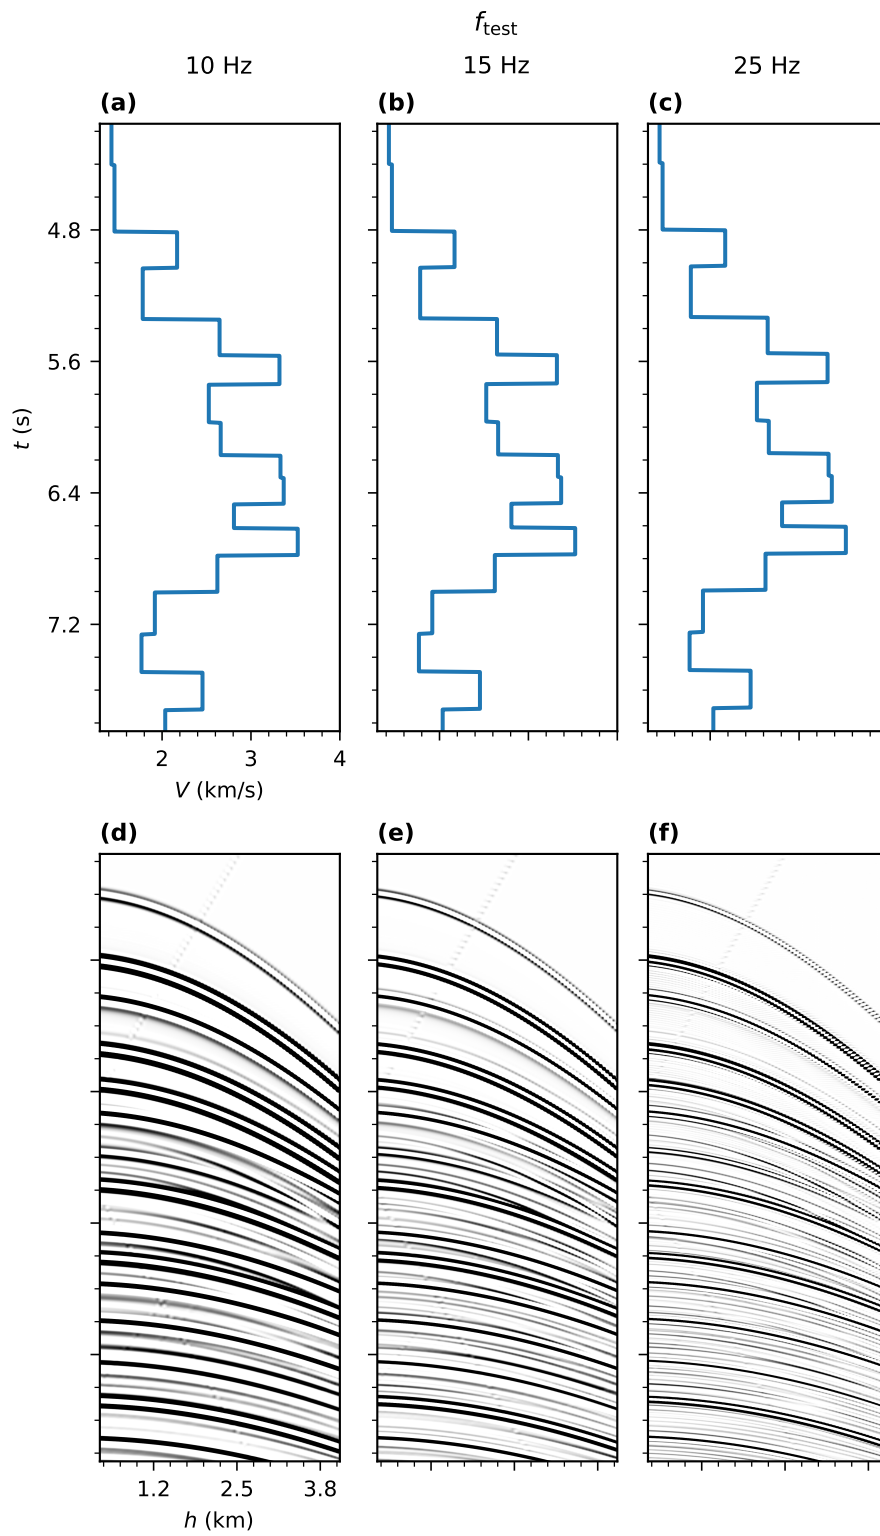 f_test
10 Hz 15 Hz 25 Hz
(a) (b) (c)
4.8
5.6
6.4
7.2
t (s)
2 3 4
V (km/s)
(d) (e) (f)
1.2 2.5 3.8
h (km)